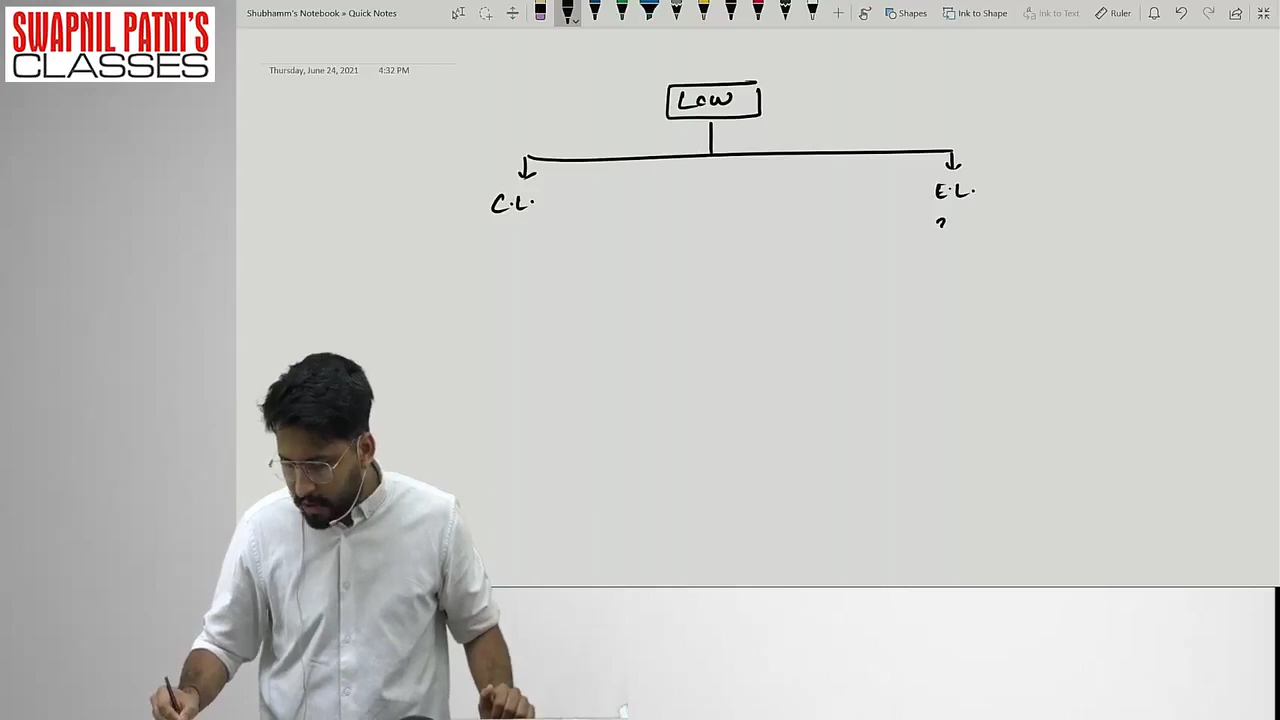 SWAPNIL PATNI'S
CLASSES
Shubhamm's Notebook » Quick Notes
Shapes
Ink to Shape
Ink to Text
Ruler
Thursday, June 24, 2021 4:32 PM
Law
C.L.
E.L.